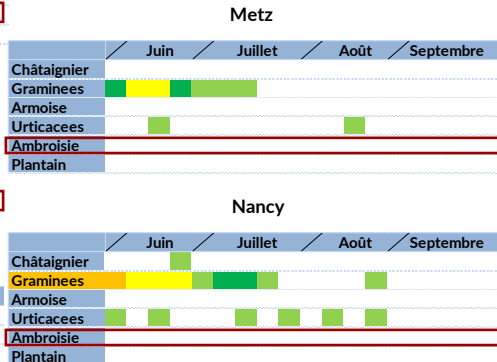 Metz
Juin Juillet Août Septembre
Châtaignier
Graminees
Armoise
Urticacees
Ambroisie
Plantain
Nancy
Juin Juillet Août Septembre
Châtaignier
Graminees
Armoise
Urticacees
Ambroisie
Plantain